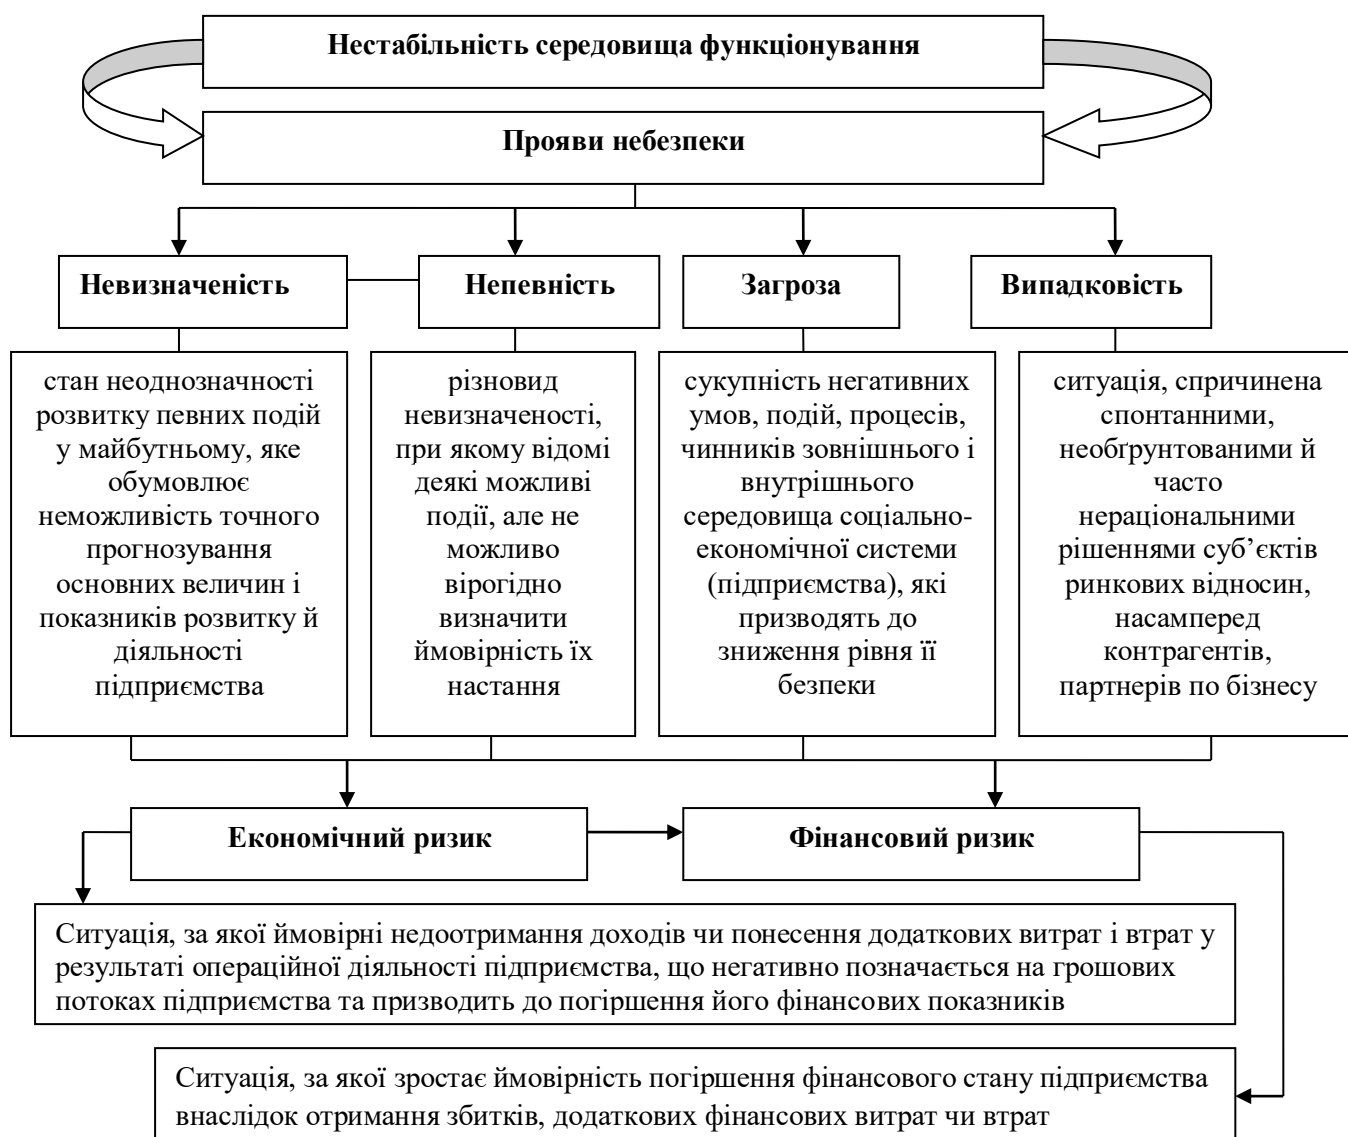 Нестабільність середовища функціонування
Прояви небезпеки
Невизначеність
Непевність
Загроза
Випадковість
стан неоднозначності
розвитку певних подій
у майбутньому, яке
обумовлює
неможливість точного
прогнозування
основних величин і
показників розвитку й
діяльності
підприємства
різновид
невизначеності,
при якому відомі
деякі можливі
події, але не
можливо
вірогідно
визначити
ймовірність їх
настання
сукупність негативних
умов, подій, процесів,
чинників зовнішнього і
внутрішнього
середовища соціально-
економічної системи
(підприємства), які
призводять до
зниження рівня її
безпеки
ситуація, спричинена
спонтанними,
необґрунтованими й
часто
нераціональними
рішеннями суб’єктів
ринкових відносин,
насамперед
контрагентів,
партнерів по бізнесу
Економічний ризик
Фінансовий ризик
Ситуація, за якої ймовірні недоотримання доходів чи понесення додаткових витрат і втрат у
результаті операційної діяльності підприємства, що негативно позначається на грошових
потоках підприємства та призводить до погіршення його фінансових показників
Ситуація, за якої зростає ймовірність погіршення фінансового стану підприємства
внаслідок отримання збитків, додаткових фінансових витрат чи втрат